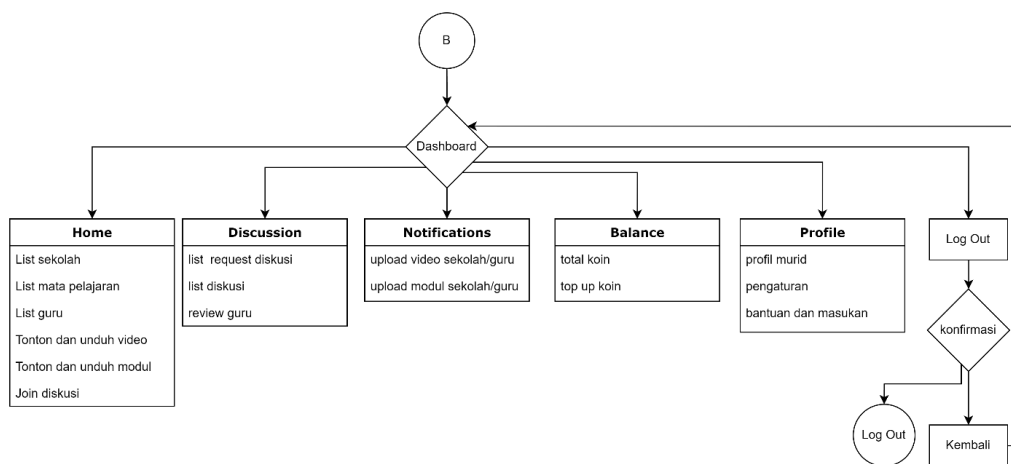 B
Dashboard
Home
List sekolah
List mata pelajaran
List guru
Tonton dan unduh video
Tonton dan unduh modul
Join diskusi
Discussion
list request diskusi
list diskusi
review guru
Notifications
upload video sekolah/guru
upload modul sekolah/guru
Balance
total koin
top up koin
Profile
profil murid
pengaturan
bantuan dan masukan
Log Out
konfirmasi
Log Out
Kembali